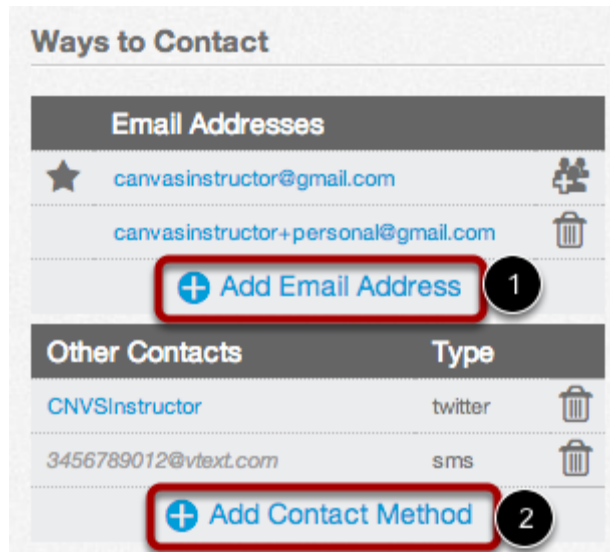 Ways to Contact
Email Addresses
canvasinstructor@gmail.com
canvasinstructor+personal@gmail.com
Add Email Address 1
Other Contacts Type
CNVSInstructor twitter
3456789012@vtext.com sms
Add Contact Method 2